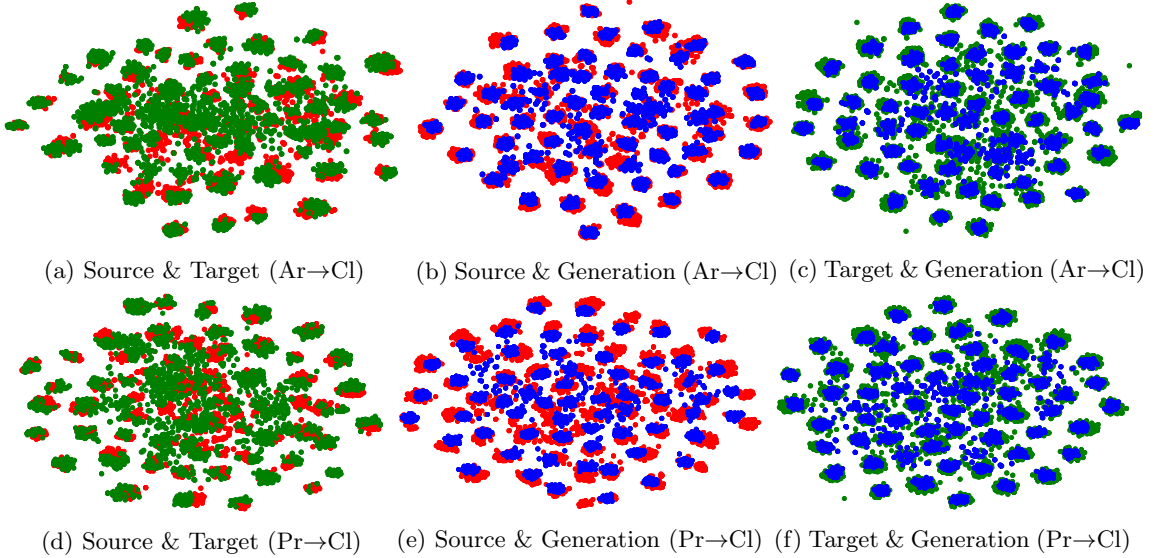 (a) Source & Target (Ar→Cl)
(b) Source & Generation (Ar→Cl)
(c) Target & Generation (Ar→Cl)
(d) Source & Target (Pr→Cl)
(e) Source & Generation (Pr→Cl)
(f) Target & Generation (Pr→Cl)